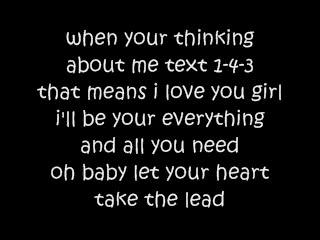 when your thinking
about me text 1-4-3
that means i love you girl
i'll be your everything
and all you need
oh baby let your heart
take the lead